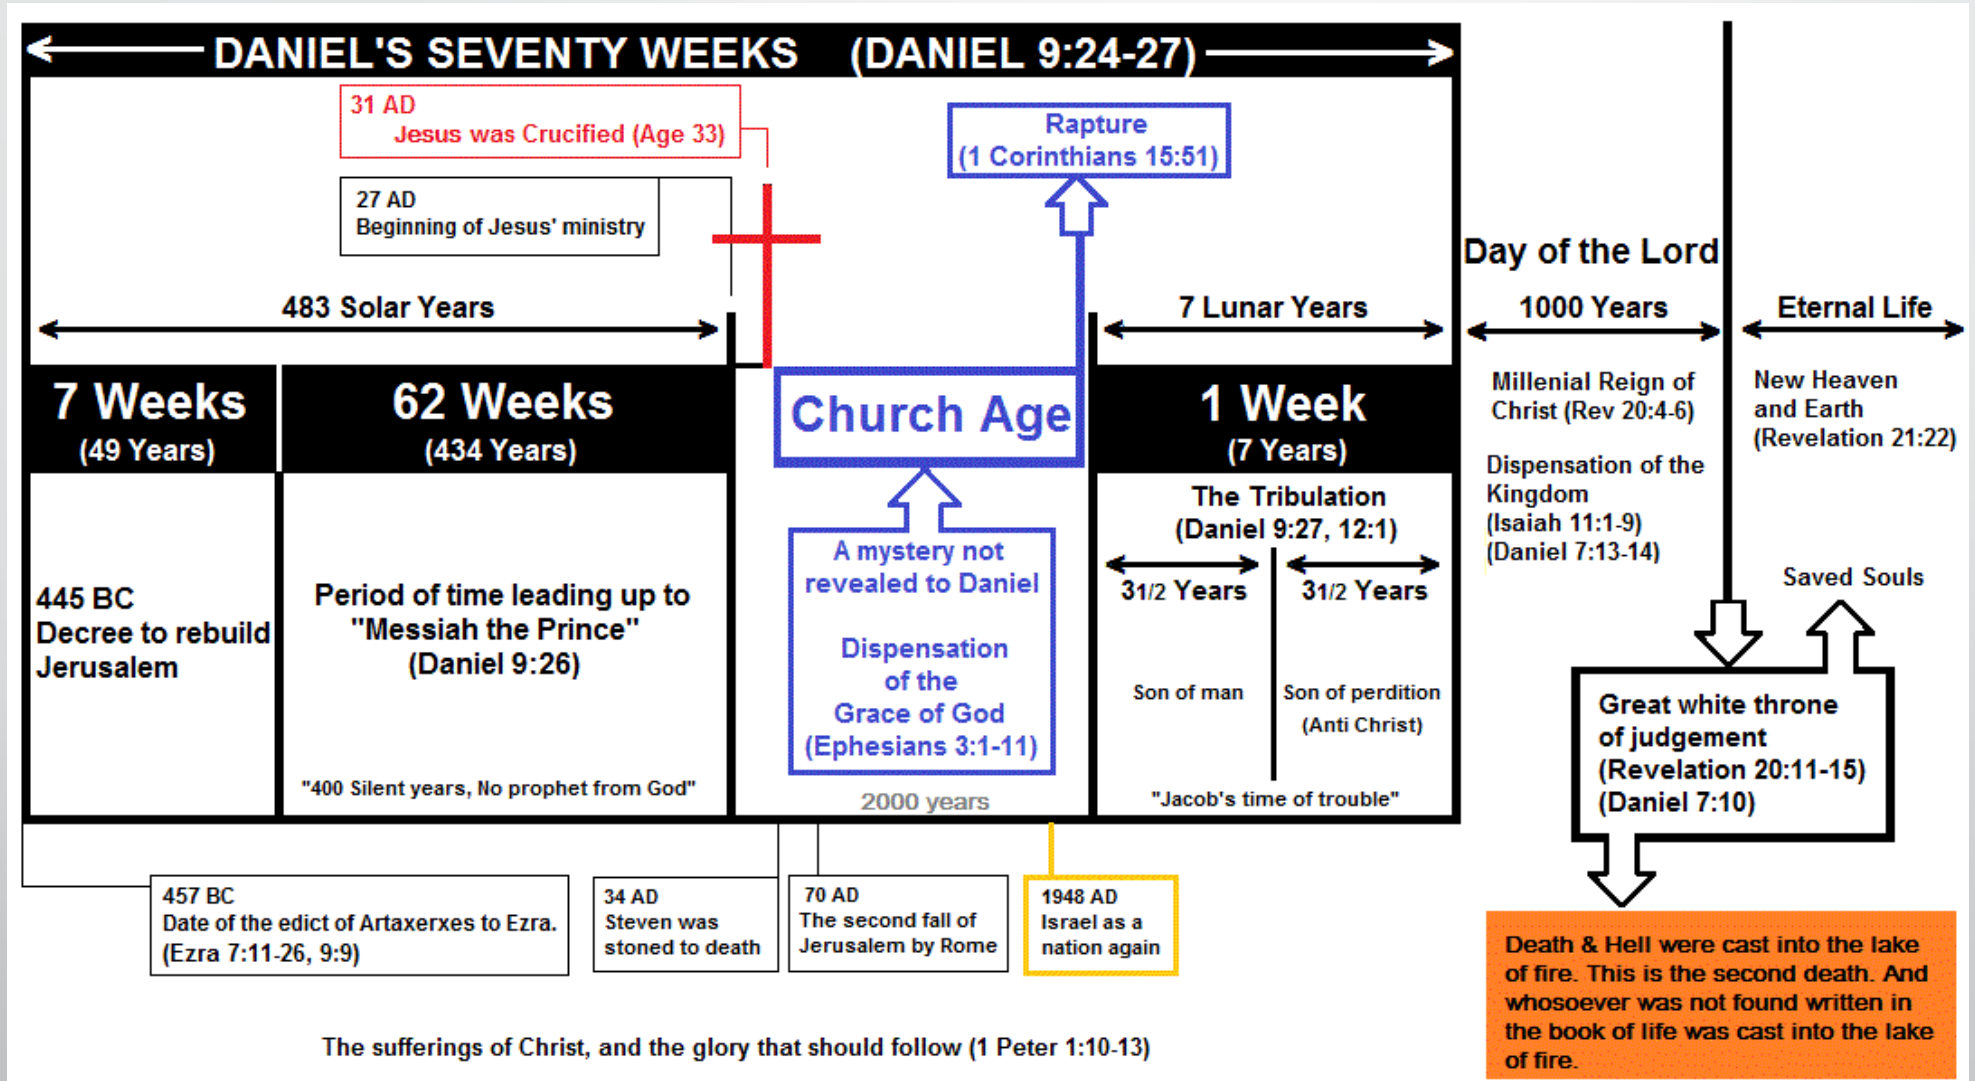 DANIEL'S SEVENTY WEEKS (DANIEL 9:24-27)
31 AD
Jesus was Crucified (Age 33)
27 AD
Beginning of Jesus' ministry
Rapture
(1 Corinthians 15:51)
483 Solar Years
7 Lunar Years
Day of the Lord
1000 Years
Eternal Life
7 Weeks
(49 Years)
62 Weeks
(434 Years)
Church Age
1 Week
(7 Years)
Millenial Reign of
Christ (Rev 20:4-6)
Dispensation of the
Kingdom
(Isaiah 11:1-9)
(Daniel 7:13-14)
New Heaven
and Earth
(Revelation 21:22)
445 BC
Decree to rebuild
Jerusalem
Period of time leading up to
"Messiah the Prince"
(Daniel 9:26)
"400 Silent years, No prophet from God"
A mystery not
revealed to Daniel
Dispensation
of the
Grace of God
(Ephesians 3:1-11)
2000 years
The Tribulation
(Daniel 9:27, 12:1)
31/2 Years
31/2 Years
Son of man
Son of perdition
(Anti Christ)
"Jacob's time of trouble"
Saved Souls
Great white throne
of judgement
(Revelation 20:11-15)
(Daniel 7:10)
457 BC
Date of the edict of Artaxerxes to Ezra.
(Ezra 7:11-26, 9:9)
34 AD
Steven was
stoned to death
70 AD
The second fall of
Jerusalem by Rome
1948 AD
Israel as a
nation again
Death & Hell were cast into the lake
of fire. This is the second death. And
whosoever was not found written in
the book of life was cast into the lake
of fire.
The sufferings of Christ, and the glory that should follow (1 Peter 1:10-13)